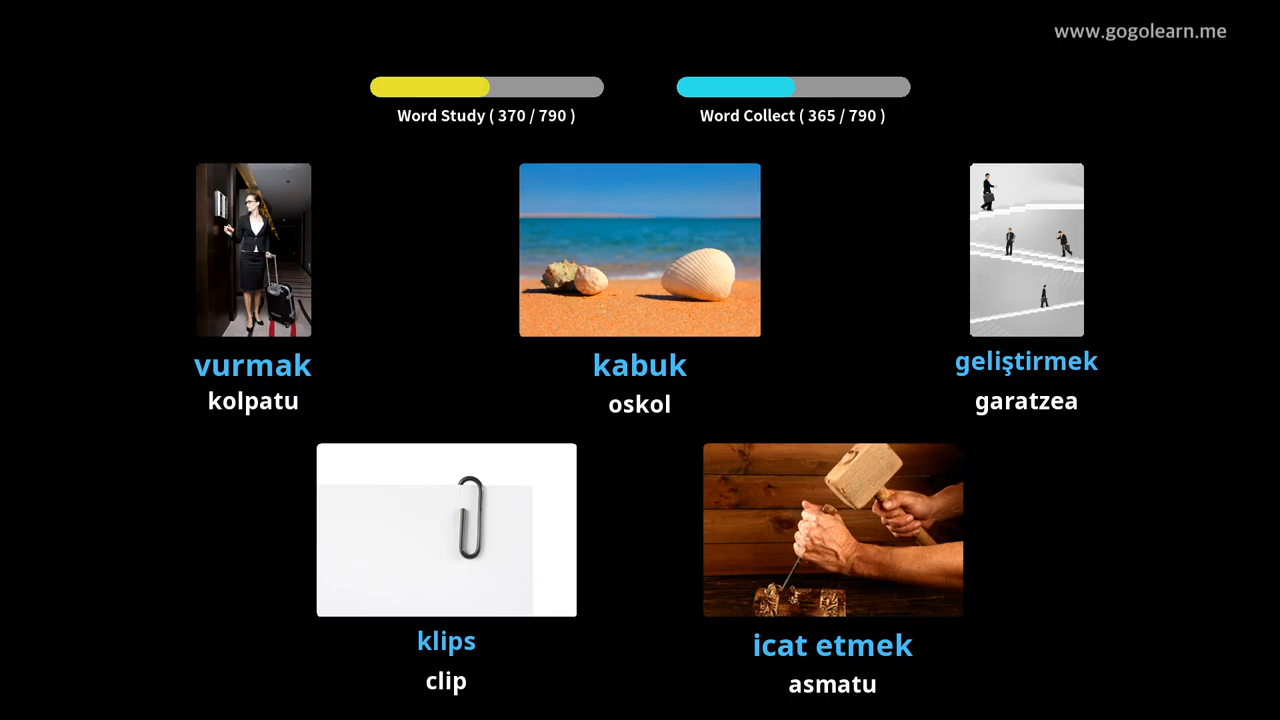 www.gogolearn.me
Word Study ( 370 / 790 )
Word Collect ( 365 / 790 )
vurmak
kolpatu
kabuk
oskol
geliştirmek
garatzea
klips
clip
icat etmek
asmatu